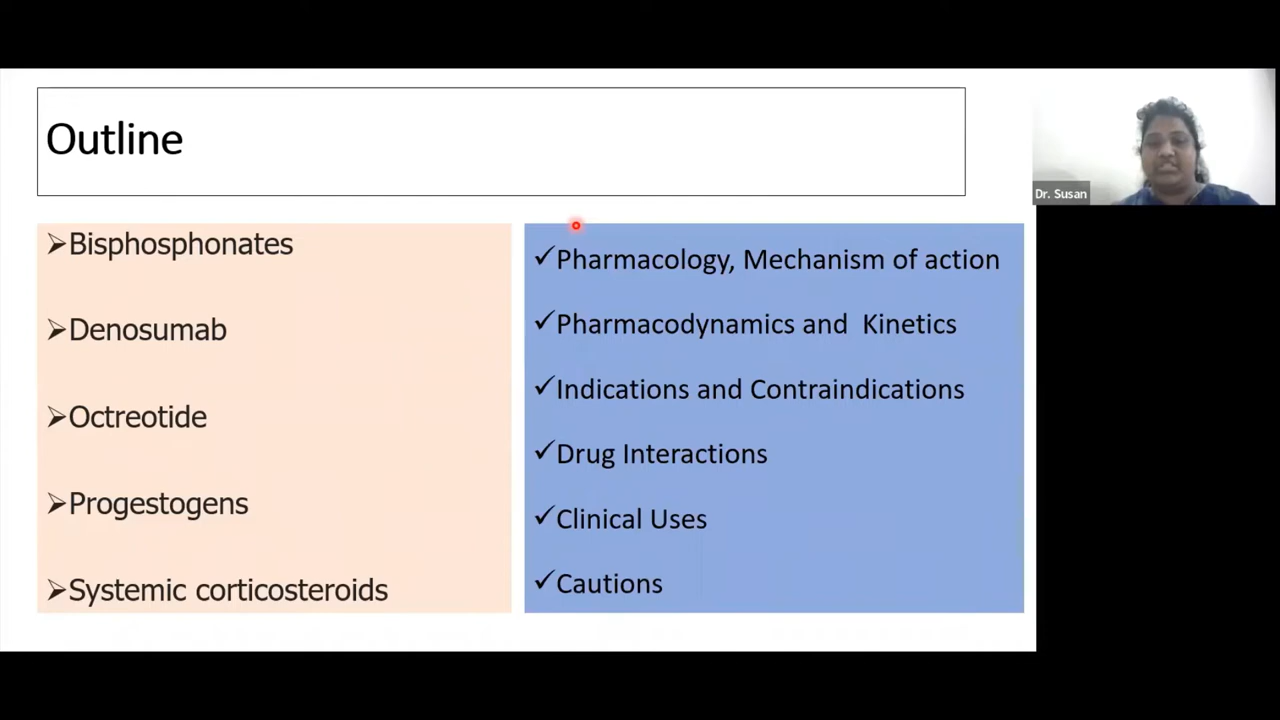 Outline
➢Bisphosphonates
➢Denosumab
➢Octreotide
➢Progestogens
➢Systemic corticosteroids
✓Pharmacology, Mechanism of action
✓Pharmacodynamics and  Kinetics
✓Indications and Contraindications
✓Drug Interactions
✓Clinical Uses
✓Cautions
Dr. Susan